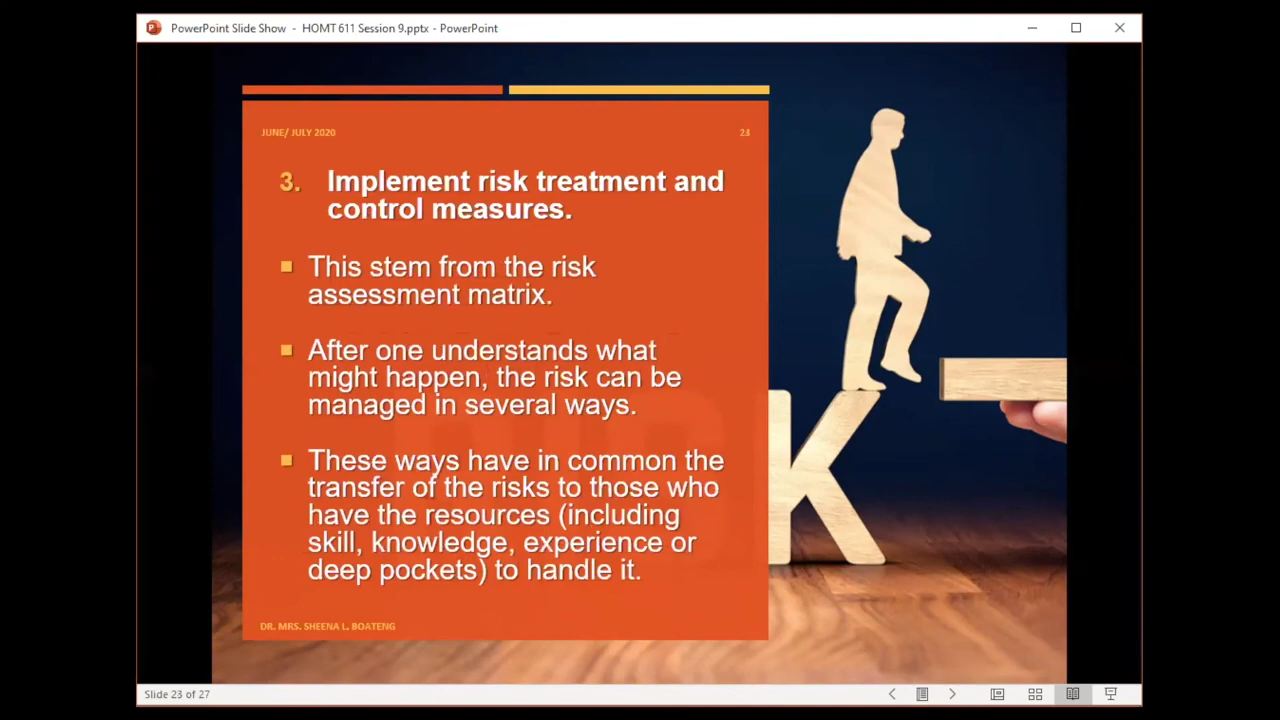 PowerPoint Slide Show - HOMT 611 Session 9.pptx - PowerPoint
JUNE/ JULY 2020
23
3. Implement risk treatment and
control measures.
This stem from the risk
assessment matrix.
After one understands what
might happen, the risk can be
managed in several ways.
These ways have in common the
transfer of the risks to those who
have the resources (including
skill, knowledge, experience or
deep pockets) to handle it.
K
DR. MRS. SHEENA L. BOATENG
Slide 23 of 27